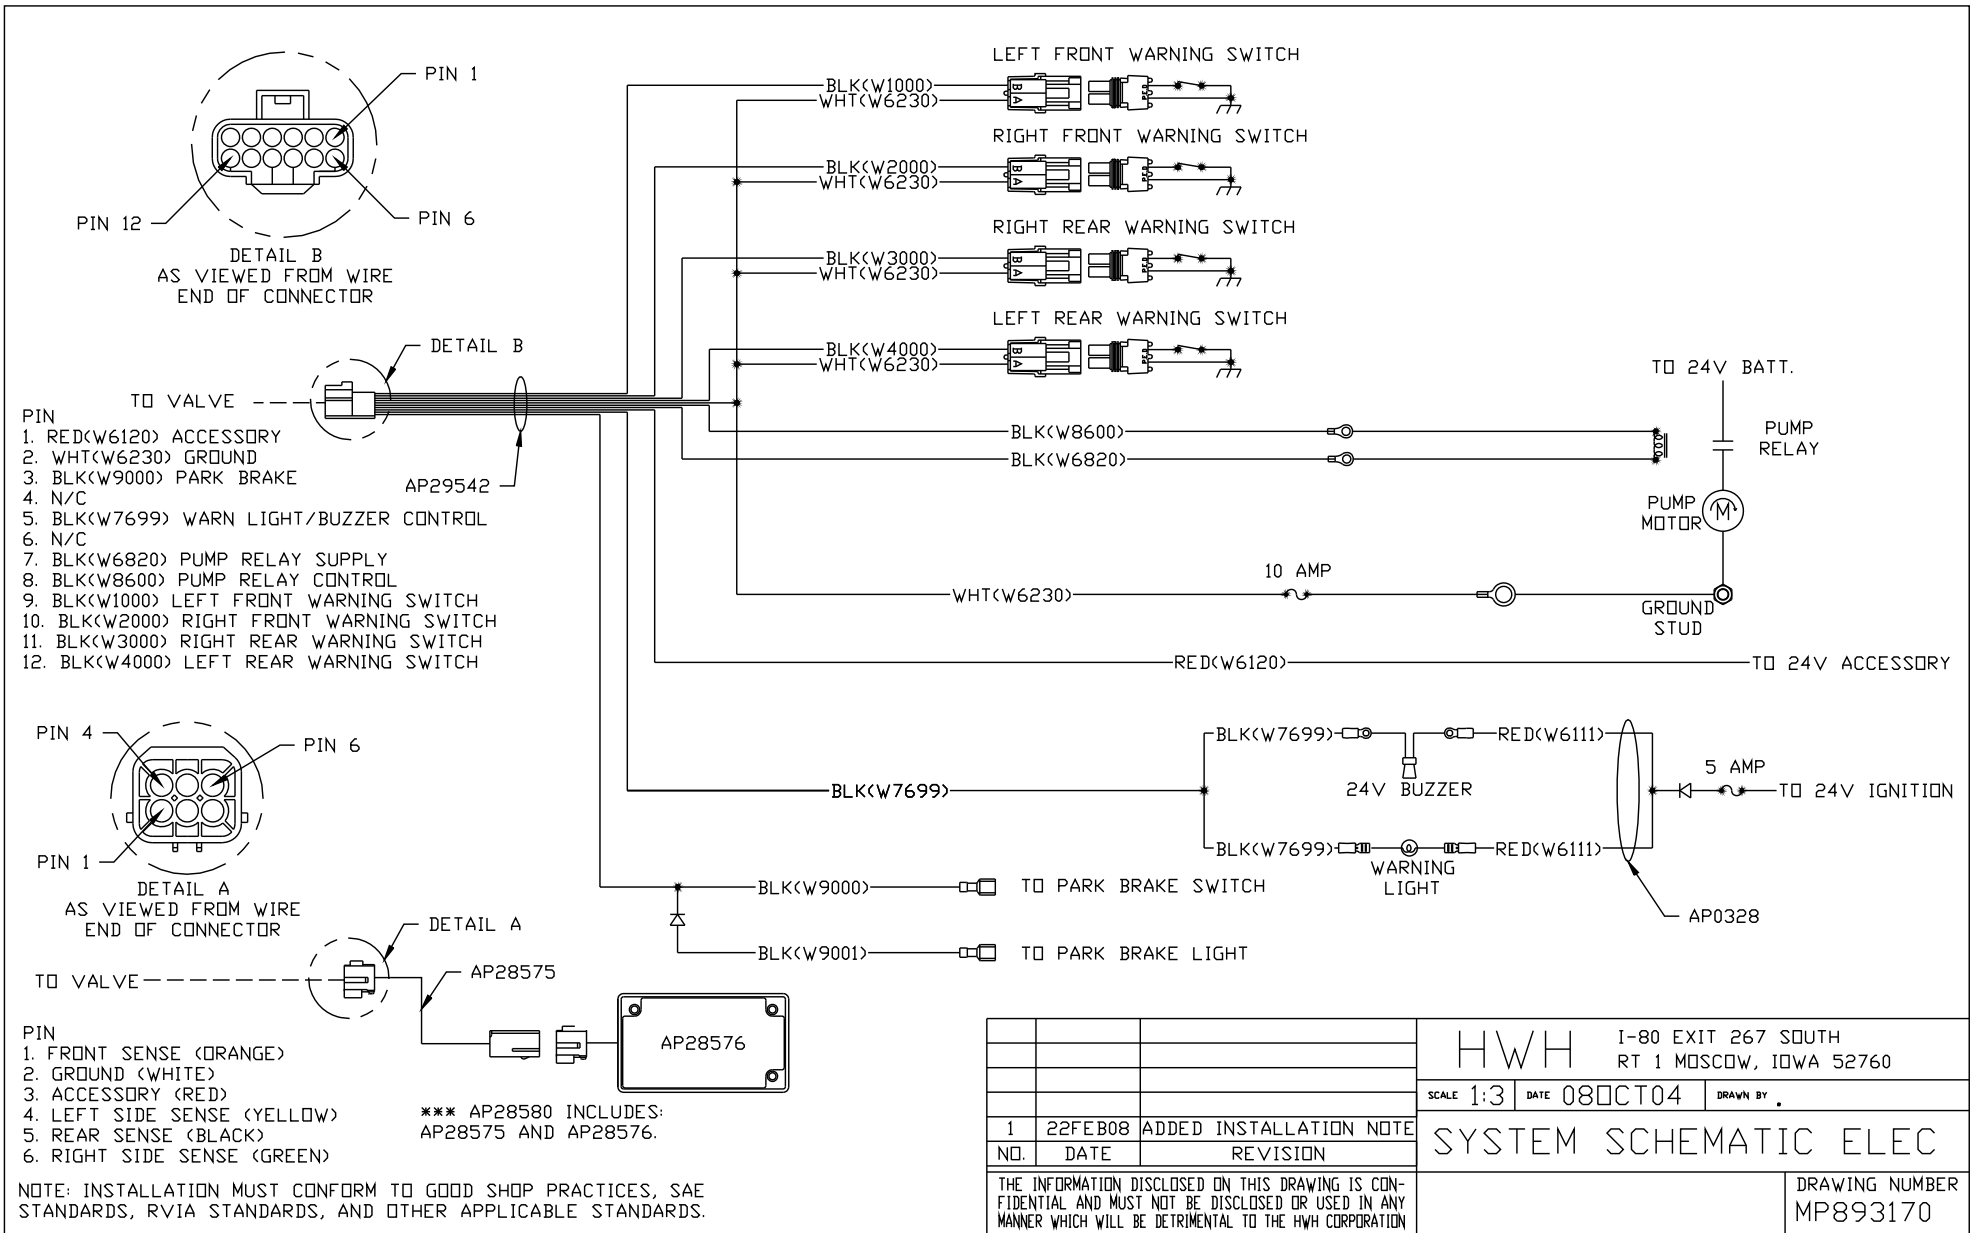 PIN 1
PIN 12
PIN 6
DETAIL B
AS VIEWED FROM WIRE
END OF CONNECTOR
LEFT FRONT WARNING SWITCH
BLK(W1000)
WHT(W6230)
B
A
RIGHT FRONT WARNING SWITCH
BLK(W2000)
WHT(W6230)
B
A
RIGHT REAR WARNING SWITCH
BLK(W3000)
WHT(W6230)
B
A
LEFT REAR WARNING SWITCH
BLK(W4000)
WHT(W6230)
B
A
DETAIL B
TO VALVE
AP29542
PIN
1. RED(W6120) ACCESSORY
2. WHT(W6230) GROUND
3. BLK(W9000) PARK BRAKE
4. N/C
5. BLK(W7699) WARN LIGHT/BUZZER CONTROL
6. N/C
7. BLK(W6820) PUMP RELAY SUPPLY
8. BLK(W8600) PUMP RELAY CONTROL
9. BLK(W1000) LEFT FRONT WARNING SWITCH
10. BLK(W2000) RIGHT FRONT WARNING SWITCH
11. BLK(W3000) RIGHT REAR WARNING SWITCH
12. BLK(W4000) LEFT REAR WARNING SWITCH
TO 24V BATT.
BLK(W8600)
BLK(W6820)
PUMP
RELAY
PUMP
MOTOR
M
10 AMP
WHT(W6230)
GROUND
STUD
RED(W6120)
TO 24V ACCESSORY
BLK(W7699)
RED(W6111)
24V BUZZER
5 AMP
BLK(W7699)
TO 24V IGNITION
BLK(W7699)
RED(W6111)
WARNING
LIGHT
AP0328
BLK(W9000)
TO PARK BRAKE SWITCH
BLK(W9001)
TO PARK BRAKE LIGHT
PIN 4
PIN 6
PIN 1
DETAIL A
AS VIEWED FROM WIRE
END OF CONNECTOR
DETAIL A
TO VALVE
AP28575
AP28576
PIN
1. FRONT SENSE (ORANGE)
2. GROUND (WHITE)
3. ACCESSORY (RED)
4. LEFT SIDE SENSE (YELLOW)
5. REAR SENSE (BLACK)
6. RIGHT SIDE SENSE (GREEN)
*** AP28580 INCLUDES:
AP28575 AND AP28576.
NOTE: INSTALLATION MUST CONFORM TO GOOD SHOP PRACTICES, SAE
STANDARDS, RVIA STANDARDS, AND OTHER APPLICABLE STANDARDS.
1 22FEB08 ADDED INSTALLATION NOTE
NO. DATE REVISION
THE INFORMATION DISCLOSED ON THIS DRAWING IS CON-
FIDENTIAL AND MUST NOT BE DISCLOSED OR USED IN ANY
MANNER WHICH WILL BE DETRIMENTAL TO THE HWH CORPORATION
HWH
I-80 EXIT 267 SOUTH
RT 1 MOSCOW, IOWA 52760
SCALE 1:3 DATE 08OCT04 DRAWN BY .
SYSTEM SCHEMATIC ELEC
DRAWING NUMBER
MP893170